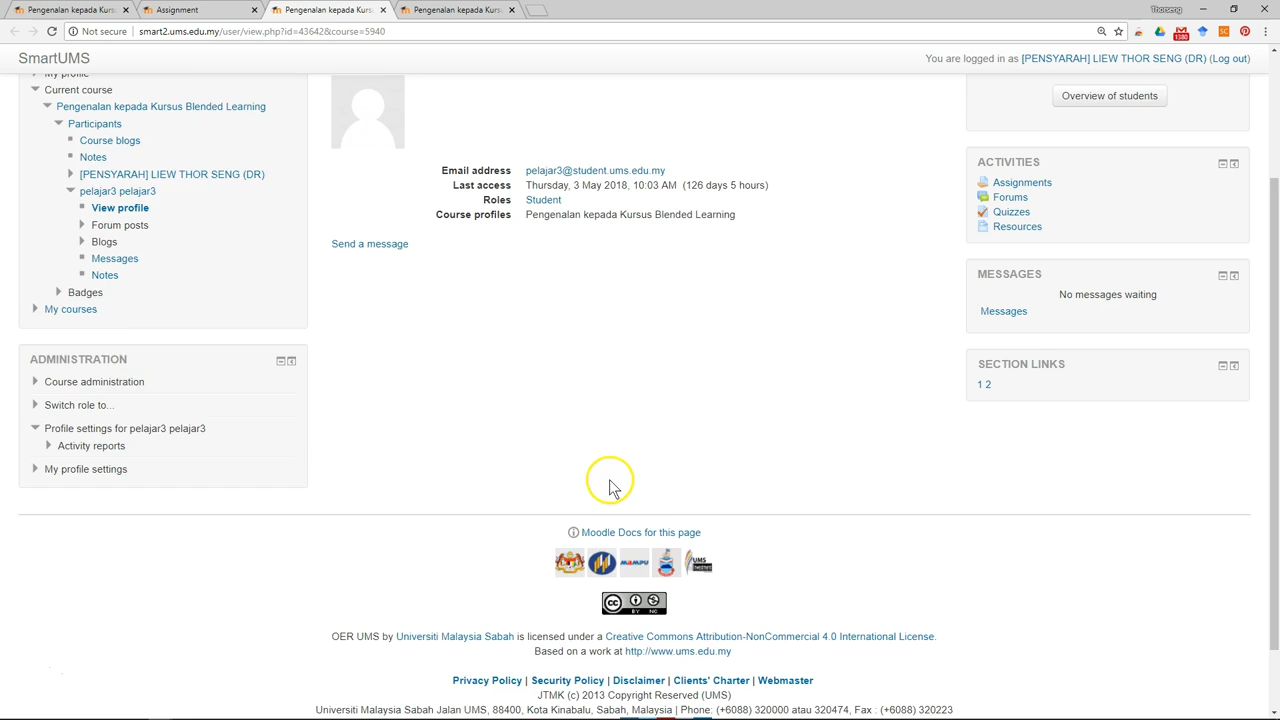 Pengenalan kepada Kurs
Assignment
Pengenalan kepada Kurs
Pengenalan kepada Kurs
Thorseng
Not secure
smart2.ums.edu.my/user/view.php?id=43642&course=5940
1380
SC
SmartUMS
You are logged in as [PENSYARAH] LIEW THOR SENG (DR) (Log out)
My profile
Current course
Pengenalan kepada Kursus Blended Learning
Participants
Course blogs
Notes
[PENSYARAH] LIEW THOR SENG (DR)
pelajar3 pelajar3
View profile
Forum posts
Blogs
Messages
Notes
Badges
My courses
ADMINISTRATION
Course administration
Switch role to...
Profile settings for pelajar3 pelajar3
Activity reports
My profile settings
Email address pelajar3@student.ums.edu.my
Last access Thursday, 3 May 2018, 10:03 AM (126 days 5 hours)
Roles Student
Course profiles Pengenalan kepada Kursus Blended Learning
Send a message
Overview of students
ACTIVITIES
Assignments
Forums
Quizzes
Resources
MESSAGES
No messages waiting
Messages
SECTION LINKS
1 2
Moodle Docs for this page
MAMPU
UMS
CC BY NC
OER UMS by Universiti Malaysia Sabah is licensed under a Creative Commons Attribution-NonCommercial 4.0 International License.
Based on a work at http://www.ums.edu.my
Privacy Policy | Security Policy | Disclaimer | Clients' Charter | Webmaster
JTMK (c) 2013 Copyright Reserved (UMS)
Universiti Malaysia Sabah Jalan UMS, 88400, Kota Kinabalu, Sabah, Malaysia | Phone: (+6088) 320000 atau 320474, Fax : (+6088) 320223